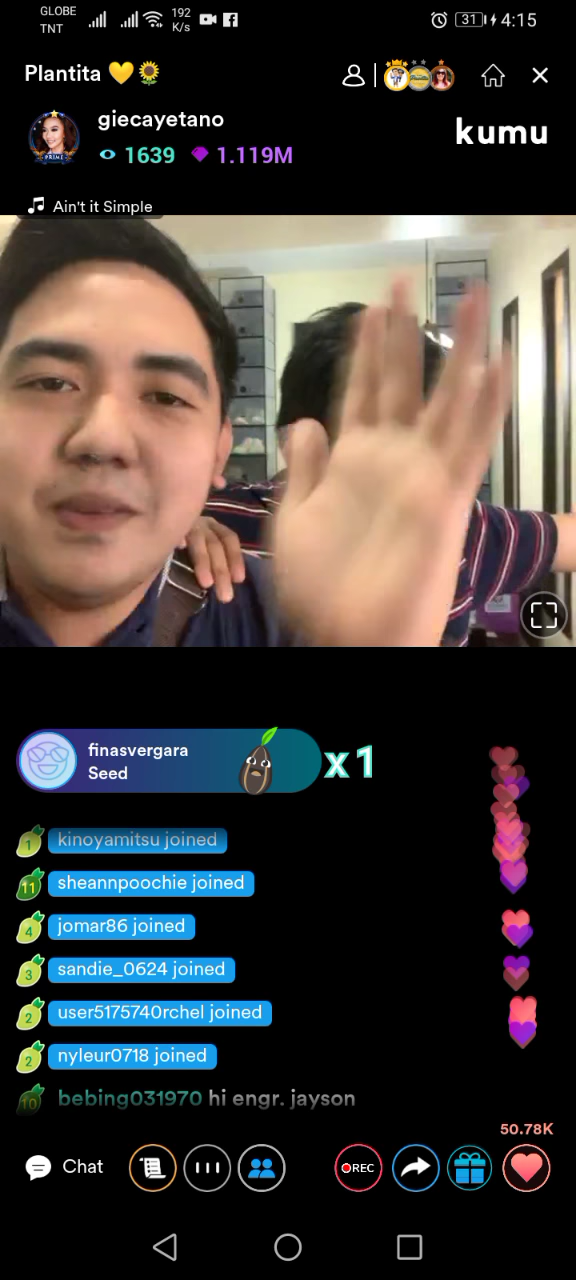 GLOBE
TNT
192
K/s
31
4:15
Plantita 💛🌻
giecayetano
kumu
PRIME
1639
1.119M
Ain't it Simple
finasvergara
Seed
x1
1 kinoyamitsu joined
11 sheannpoochie joined
4 jomar86 joined
3 sandie_0624 joined
2 user5175740rchel joined
2 nyleur0718 joined
10 bebing031970 hi engr. jayson
50.78K
Chat
REC